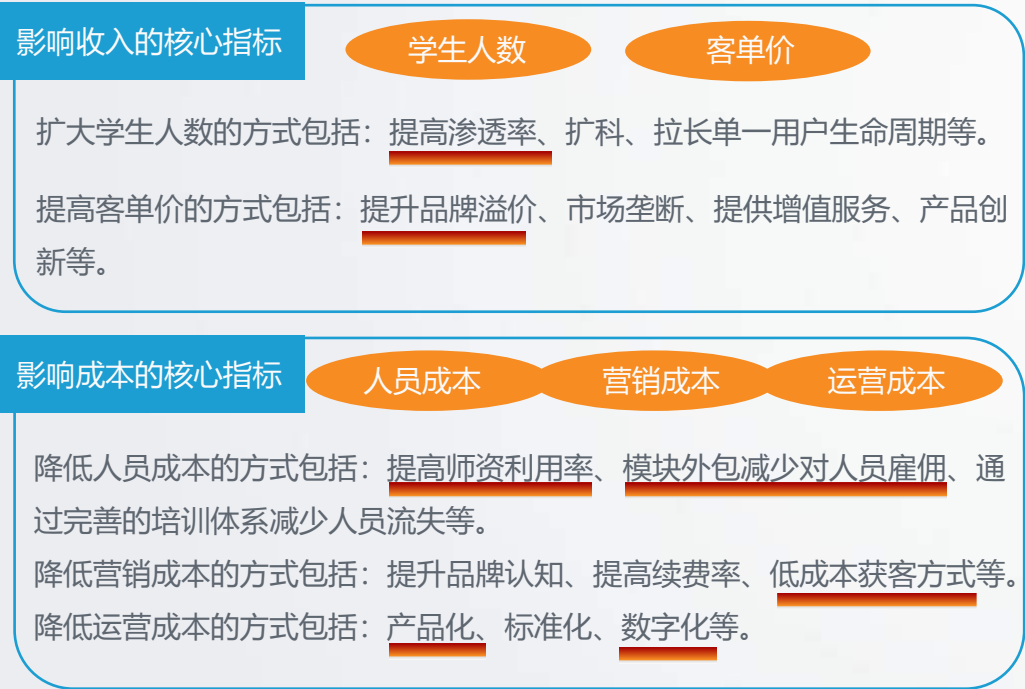 影响收入的核心指标
学生人数
客单价
扩大学生人数的方式包括：提高渗透率、扩科、拉长单一用户生命周期等。
提高客单价的方式包括：提升品牌溢价、市场垄断、提供增值服务、产品创
新等。
影响成本的核心指标
人员成本
营销成本
运营成本
降低人员成本的方式包括：提高师资利用率、模块外包减少对人员雇佣、通
过完善的培训体系减少人员流失等。
降低营销成本的方式包括：提升品牌认知、提高续费率、低成本获客方式等。
降低运营成本的方式包括：产品化、标准化、数字化等。